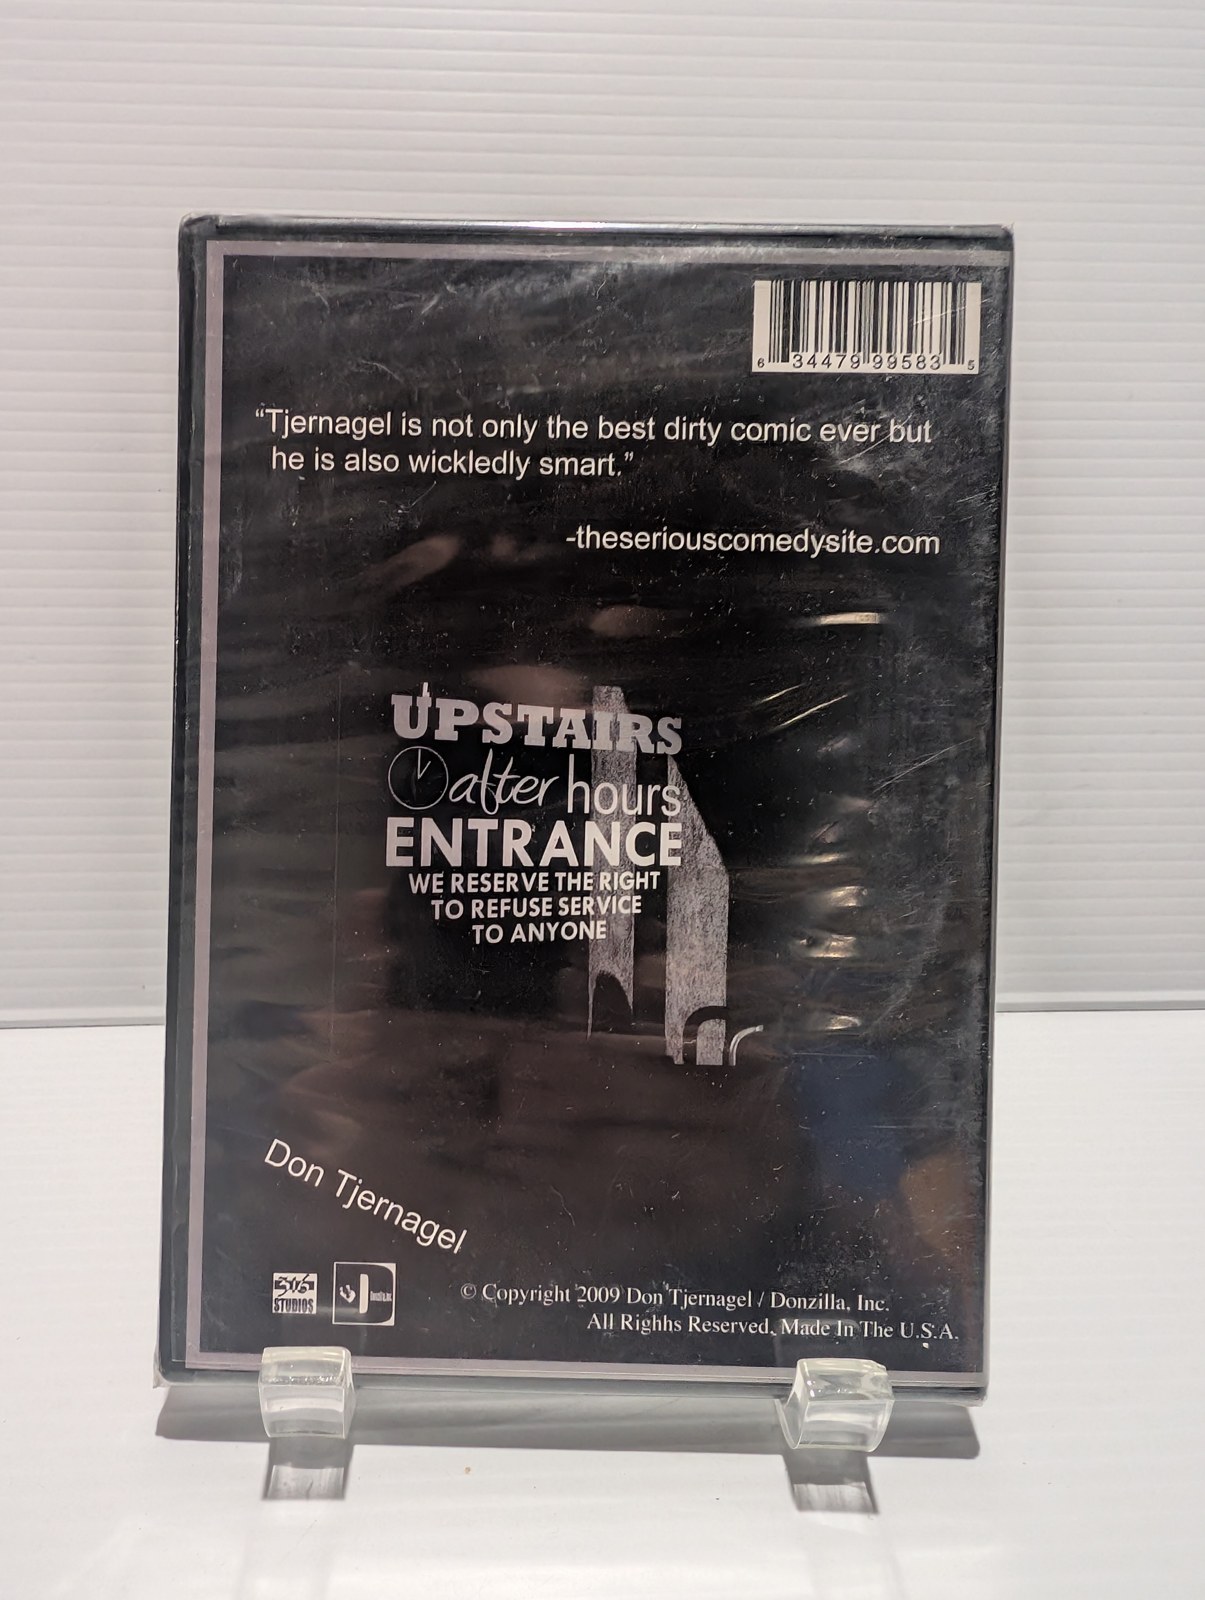 6 34479 99583 5
“Tjernagel is not only the best dirty comic ever but
he is also wickledly smart.”
-theseriouscomedysite.com
UPSTAIRS
after hours
ENTRANCE
WE RESERVE THE RIGHT
TO REFUSE SERVICE
TO ANYONE
Don Tjernagel
STUDIOS
© Copyright 2009 Don Tjernagel / Donzilla, Inc.
All Righhs Reserved, Made In The U.S.A.